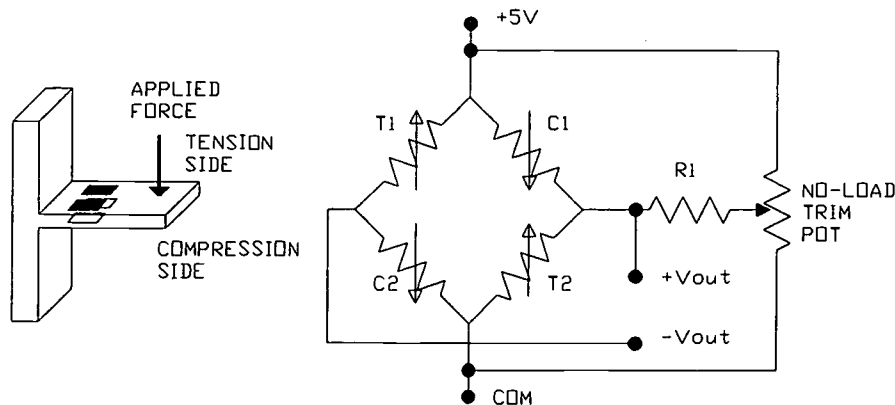 +5V
APPLIED
FORCE
TENSION
SIDE
COMPRESSION
SIDE
T1
C1
C2
T2
R1
NO-LOAD
TRIM
POT
+Vout
-Vout
COM